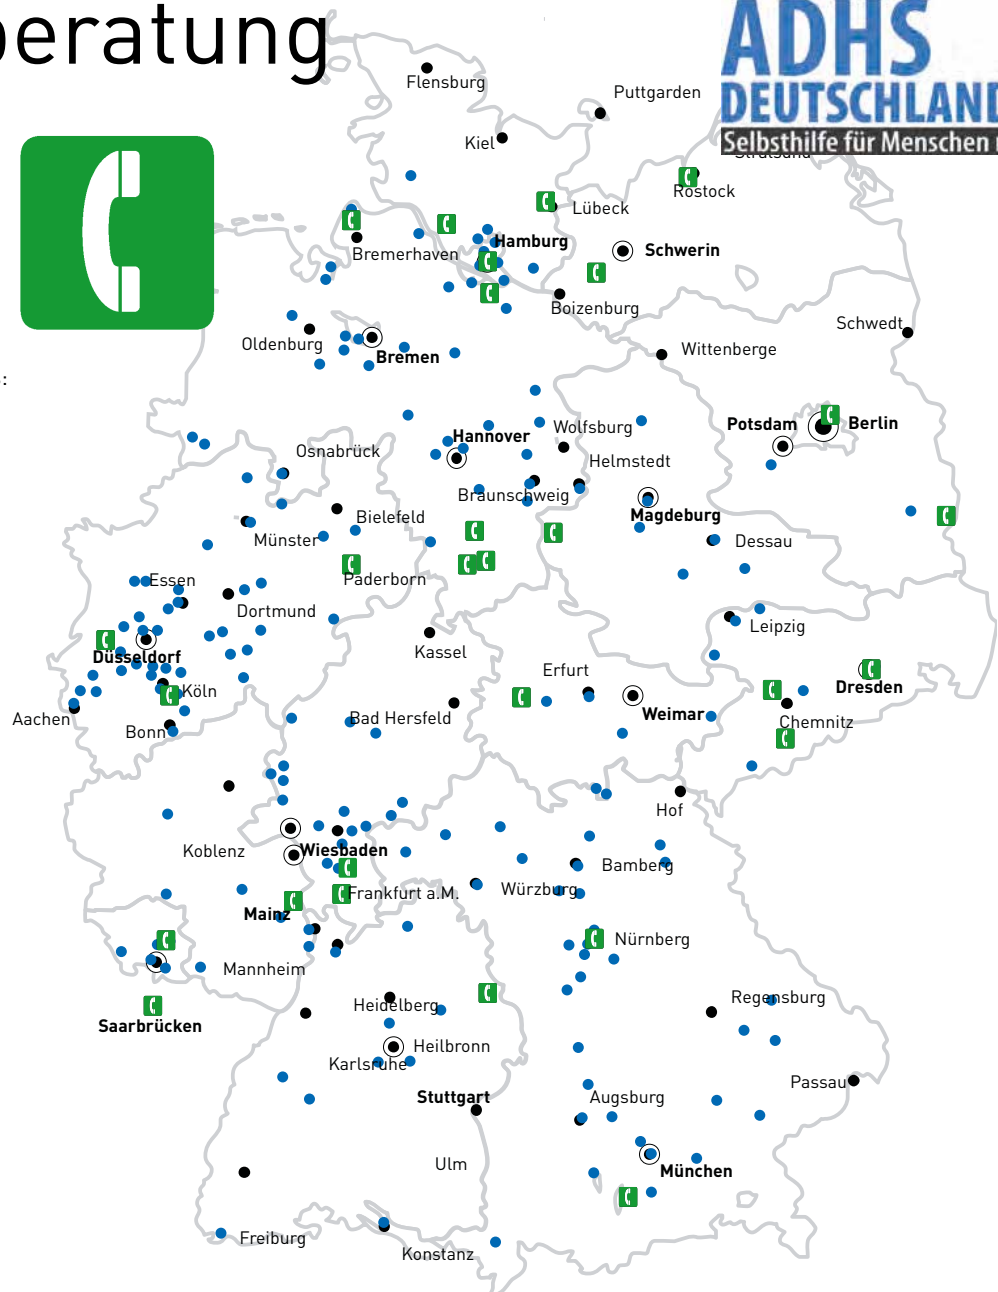 beratung
ADHS
DEUTSCHLAND
Selbsthilfe für Menschen
Flensburg
Puttgarden
Kiel
Stralsund
Rostock
Lübeck
Hamburg
Schwerin
Bremerhaven
Boizenburg
Schwedt
Oldenburg
Bremen
Wittenberge
:
Potsdam
Berlin
Wolfsburg
Hannover
Osnabrück
Helmstedt
Braunschweig
Magdeburg
Bielefeld
Münster
Dessau
Essen
Paderborn
Dortmund
Leipzig
Kassel
Düsseldorf
Erfurt
Köln
Dresden
Aachen
Bad Hersfeld
Weimar
Chemnitz
Bonn
Hof
Koblenz
Wiesbaden
Bamberg
Frankfurt a.M.
Würzburg
Mainz
Nürnberg
Mannheim
Regensburg
Heidelberg
Saarbrücken
Heilbronn
Karlsruhe
Passau
Stuttgart
Augsburg
Ulm
München
Freiburg
Konstanz